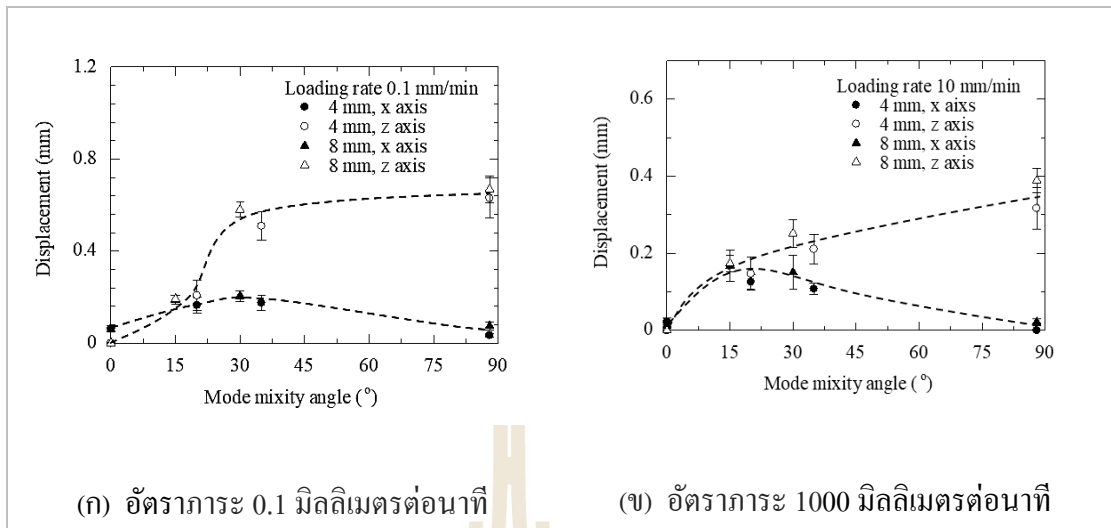 1.2
0.8
0.4
0
Displacement (mm)
Loading rate 0.1 mm/min
4 mm, x axis
4 mm, z axis
8 mm, x axis
8 mm, z axis
0 15 30 45 60 75 90
Mode mixity angle (°)
(ก) อัตราภาระ 0.1 มิลลิเมตรต่อนาที
0.6
0.4
0.2
0
Displacement (mm)
Loading rate 10 mm/min
4 mm, x aixs
4 mm, z axis
8 mm, x axis
8 mm, z axis
0 15 30 45 60 75 90
Mode mixity angle (°)
(ข) อัตราภาระ 1000 มิลลิเมตรต่อนาที